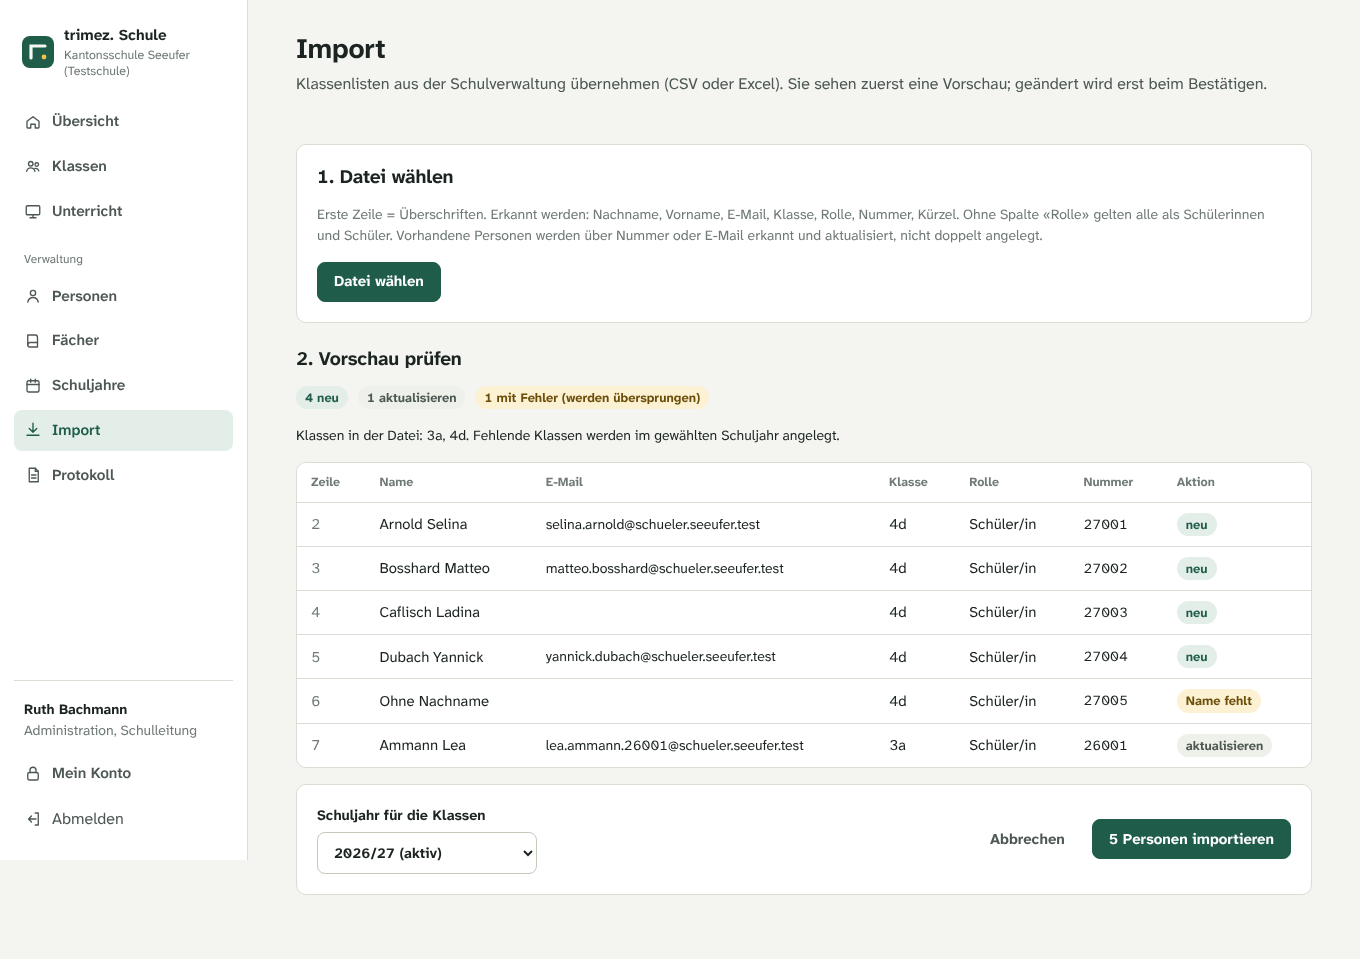 trimez. Schule
Kantonsschule Seeufer
(Testschule)
Übersicht
Klassen
Unterricht
Verwaltung
Personen
Fächer
Schuljahre
Import
Protokoll
Ruth Bachmann
Administration, Schulleitung
Mein Konto
Abmelden
Import
Klassenlisten aus der Schulverwaltung übernehmen (CSV oder Excel). Sie sehen zuerst eine Vorschau; geändert wird erst beim Bestätigen.
1. Datei wählen
Erste Zeile = Überschriften. Erkannt werden: Nachname, Vorname, E-Mail, Klasse, Rolle, Nummer, Kürzel. Ohne Spalte «Rolle» gelten alle als Schülerinnen
und Schüler. Vorhandene Personen werden über Nummer oder E-Mail erkannt und aktualisiert, nicht doppelt angelegt.
Datei wählen
2. Vorschau prüfen
4 neu 1 aktualisieren 1 mit Fehler (werden übersprungen)
Klassen in der Datei: 3a, 4d. Fehlende Klassen werden im gewählten Schuljahr angelegt.
Zeile Name E-Mail Klasse Rolle Nummer Aktion
2 Arnold Selina selina.arnold@schueler.seeufer.test 4d Schüler/in 27001 neu
3 Bosshard Matteo matteo.bosshard@schueler.seeufer.test 4d Schüler/in 27002 neu
4 Caflisch Ladina 4d Schüler/in 27003 neu
5 Dubach Yannick yannick.dubach@schueler.seeufer.test 4d Schüler/in 27004 neu
6 Ohne Nachname 4d Schüler/in 27005 Name fehlt
7 Ammann Lea lea.ammann.26001@schueler.seeufer.test 3a Schüler/in 26001 aktualisieren
Schuljahr für die Klassen
2026/27 (aktiv)
Abbrechen 5 Personen importieren